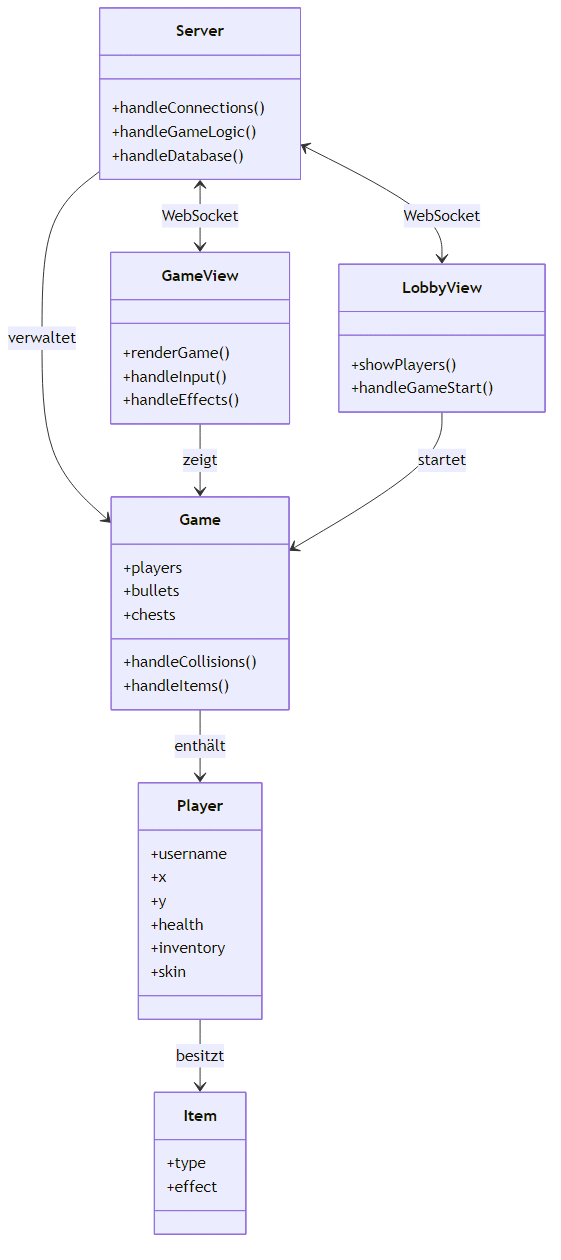 Server
+handleConnections()
+handleGameLogic()
+handleDatabase()
WebSocket
WebSocket
GameView
+renderGame()
+handleInput()
+handleEffects()
LobbyView
+showPlayers()
+handleGameStart()
verwaltet
zeigt
startet
Game
+players
+bullets
+chests
+handleCollisions()
+handleItems()
enthält
Player
+username
+x
+y
+health
+inventory
+skin
besitzt
Item
+type
+effect